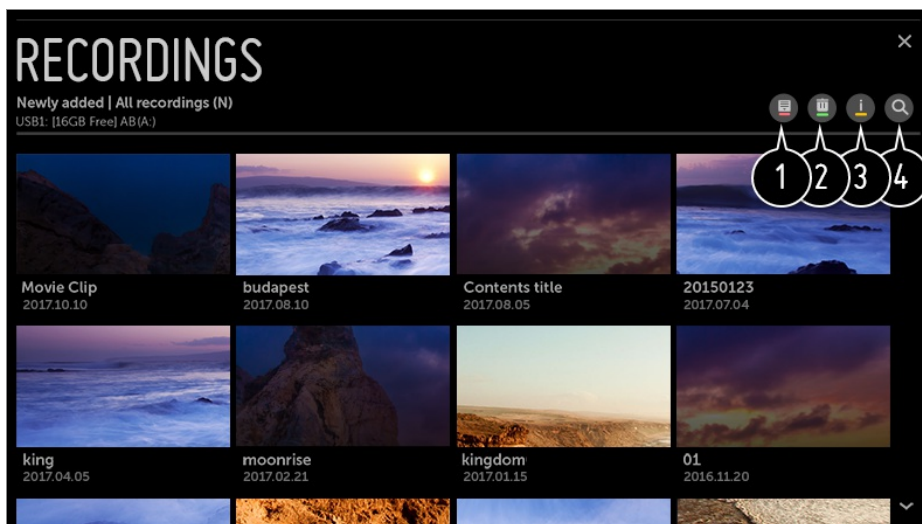 RECORDINGS
Newly added | All recordings (N)
USB1: [16GB Free] AB(A:)
1 2 3 4
Movie Clip
2017.10.10
budapest
2017.08.10
Contents title
2017.08.05
20150123
2017.07.04
king
2017.04.05
moonrise
2017.02.21
kingdom
2017.01.15
01
2016.11.20